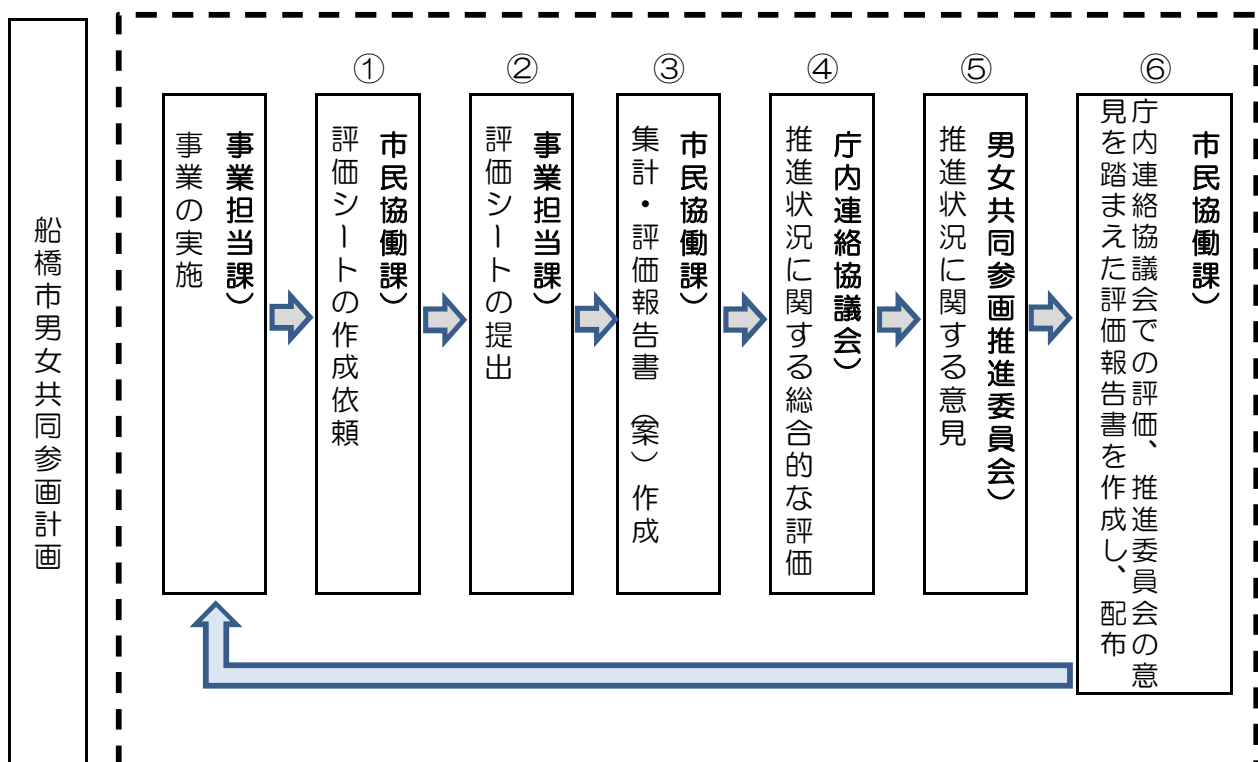 船橋市男女共同参画計画
事業担当課）
事業の実施
①
市民協働課）
評価シートの作成依頼
②
事業担当課）
評価シートの提出
③
市民協働課）
集計・評価報告書（案）作成
④
庁内連絡協議会）
推進状況に関する総合的な評価
⑤
男女共同参画推進委員会）
推進状況に関する意見
⑥
市民協働課）
庁内連絡協議会での評価、推進委員会の意
見を踏まえた評価報告書を作成し、配布